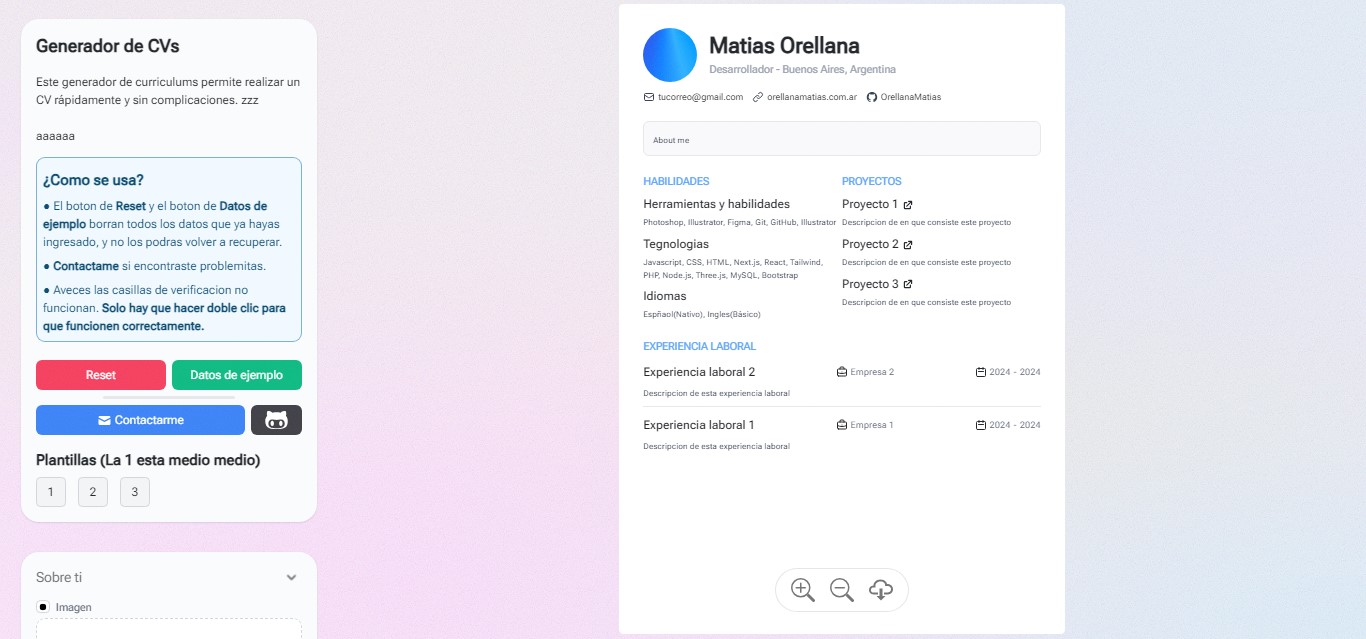 Generador de CVs
Este generador de curriculums permite realizar un
CV rápidamente y sin complicaciones. zzz
aaaaaa
¿Como se usa?
● El boton de Reset y el boton de Datos de
ejemplo borran todos los datos que ya hayas
ingresado, y no los podras volver a recuperar.
● Contactame si encontraste problemitas.
● Aveces las casillas de verificacion no
funcionan. Solo hay que hacer doble clic para
que funcionen correctamente.
Reset
Datos de ejemplo
Contactarme
Plantillas (La 1 esta medio medio)
1 2 3
Sobre ti
Imagen
Matias Orellana
Desarrollador - Buenos Aires, Argentina
tucorreo@gmail.com orellanamatias.com.ar OrellanaMatias
About me
HABILIDADES
Herramientas y habilidades
Photoshop, Illustrator, Figma, Git, GitHub, Illustrator
Tegnologias
Javascript, CSS, HTML, Next.js, React, Tailwind,
PHP, Node.js, Three.js, MySQL, Bootstrap
Idiomas
Espñaol(Nativo), Ingles(Básico)
PROYECTOS
Proyecto 1
Descripcion de en que consiste este proyecto
Proyecto 2
Descripcion de en que consiste este proyecto
Proyecto 3
Descripcion de en que consiste este proyecto
EXPERIENCIA LABORAL
Experiencia laboral 2 Empresa 2 2024 - 2024
Descripcion de esta experiencia laboral
Experiencia laboral 1 Empresa 1 2024 - 2024
Descripcion de esta experiencia laboral